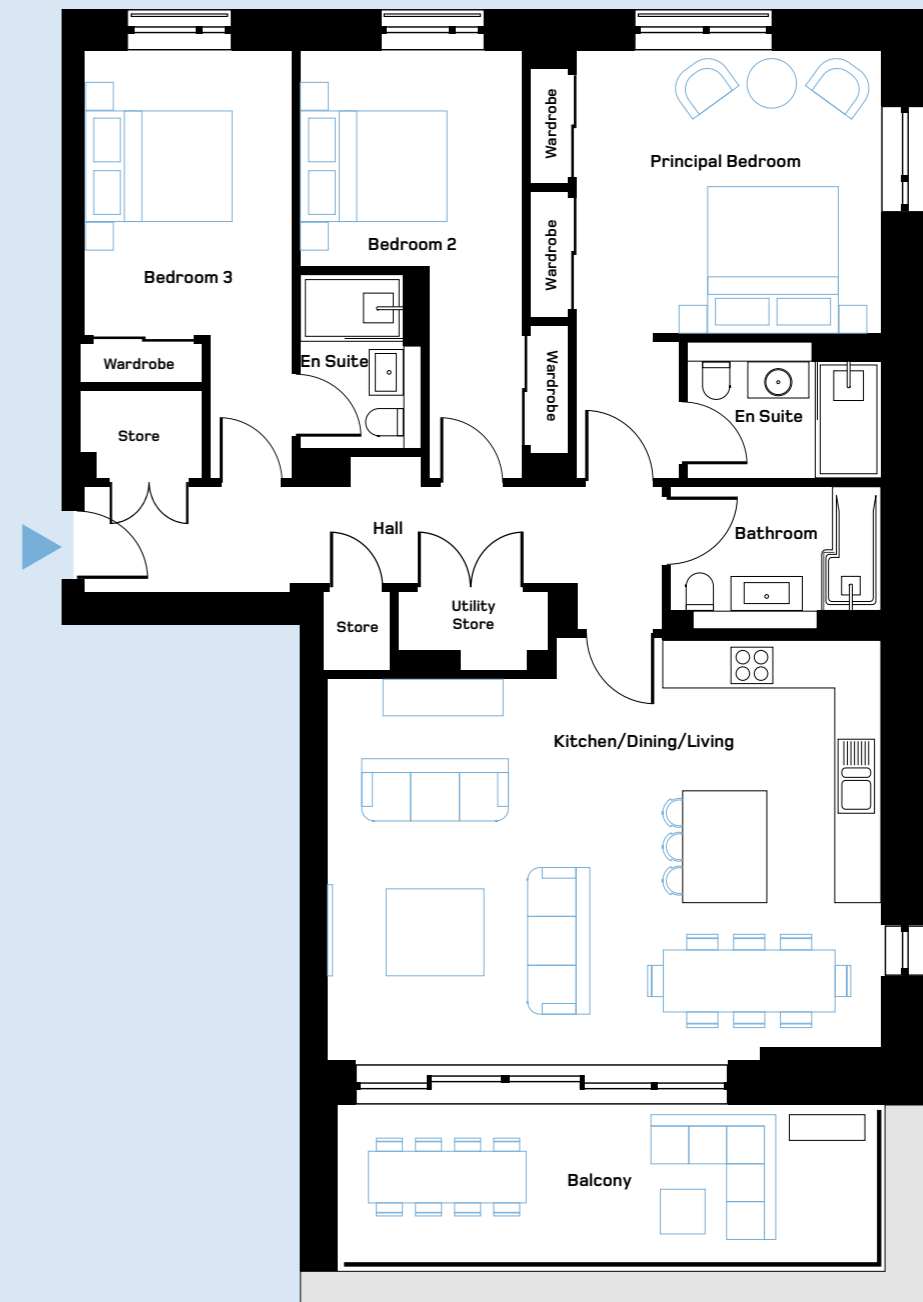 Wardrobe
Principal Bedroom
Wardrobe
Bedroom 2
Bedroom 3
Wardrobe
En Suite
Wardrobe
En Suite
Store
Hall
Bathroom
Utility
Store
Store
Kitchen/Dining/Living
Balcony